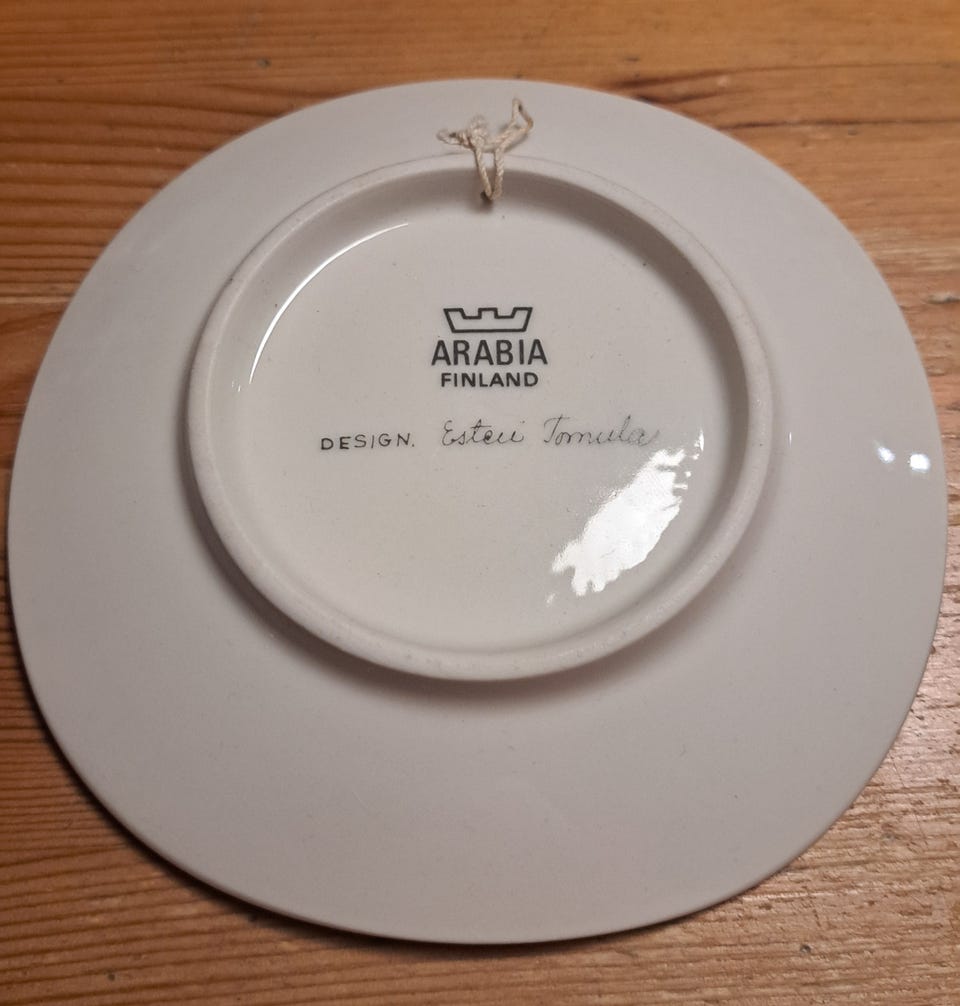 ARABIA
FINLAND
DESIGN. Esteri Tomula